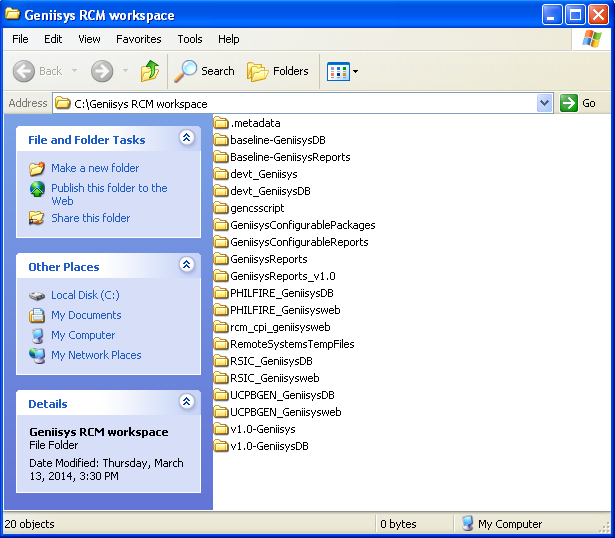 Geniisys RCM workspace
File Edit View Favorites Tools Help
Back Search Folders
Address C:\Geniisys RCM workspace Go
File and Folder Tasks
Make a new folder
Publish this folder to the
Web
Share this folder
Other Places
Local Disk (C:)
My Documents
My Computer
My Network Places
Details
Geniisys RCM workspace
File Folder
Date Modified: Thursday, March
13, 2014, 3:30 PM
.metadata
baseline-GeniisysDB
Baseline-GeniisysReports
devt_Geniisys
devt_GeniisysDB
gencsscript
GeniisysConfigurablePackages
GeniisysConfigurableReports
GeniisysReports
GeniisysReports_v1.0
PHILFIRE_GeniisysDB
PHILFIRE_Geniisysweb
rcm_cpi_geniisysweb
RemoteSystemsTempFiles
RSIC_GeniisysDB
RSIC_Geniisysweb
UCPBGEN_GeniisysDB
UCPBGEN_Geniisysweb
v1.0-Geniisys
v1.0-GeniisysDB
20 objects 0 bytes My Computer